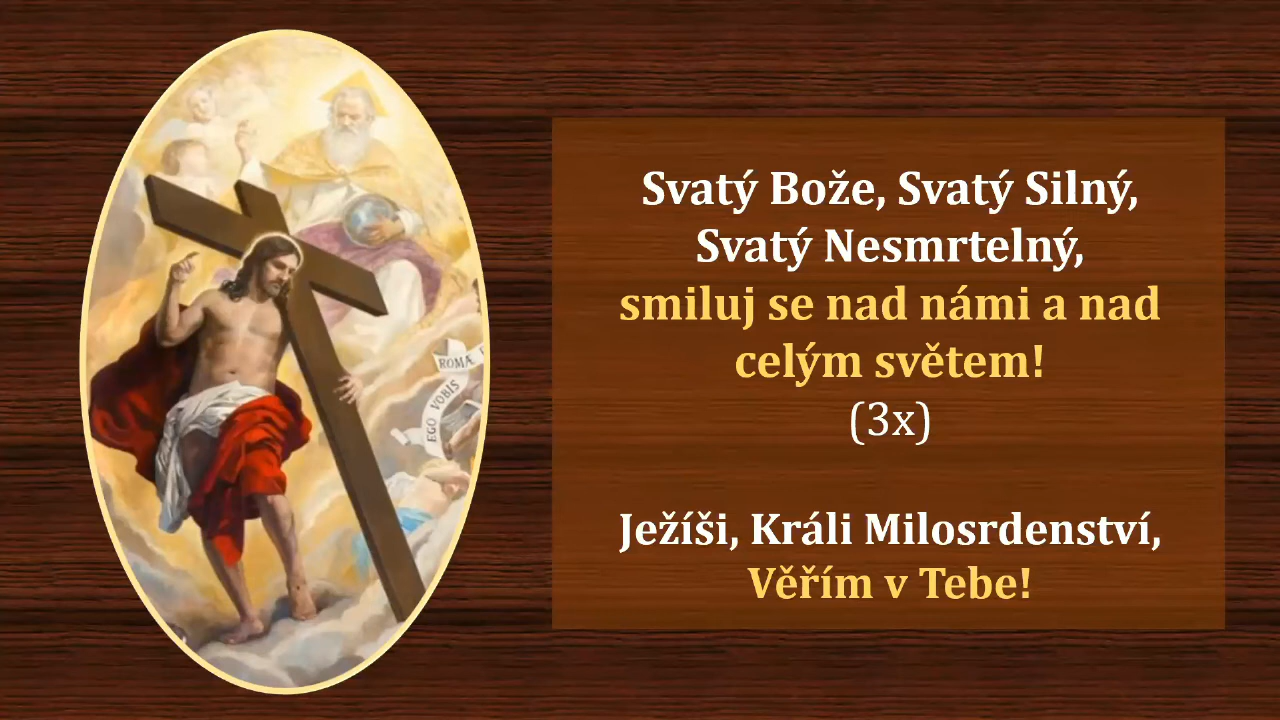 Svatý Bože, Svatý Silný,
Svatý Nesmrtelný,
smiluj se nad námi a nad
celým světem!
(3x)
Ježíši, Králi Milosrdenství,
Věřím v Tebe!
EGO VOBIS
ROMÆ